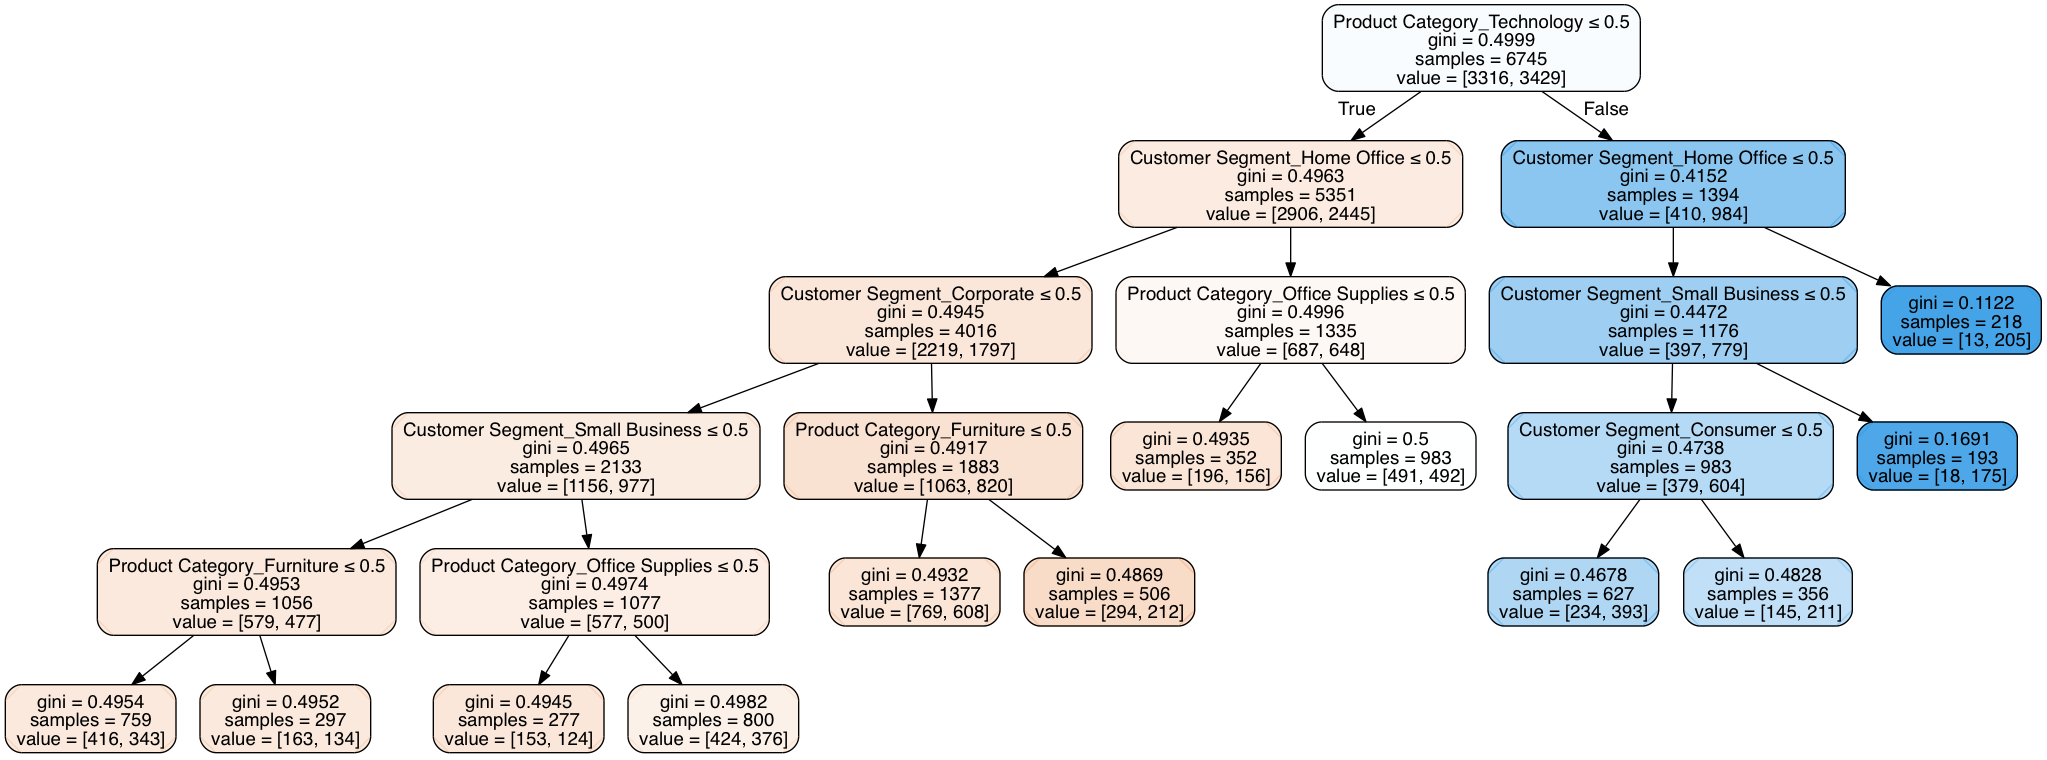 Product Category_Technology ≤ 0.5
gini = 0.4999
samples = 6745
value = [3316, 3429]
True
False
Customer Segment_Home Office ≤ 0.5
gini = 0.4963
samples = 5351
value = [2906, 2445]
Customer Segment_Home Office ≤ 0.5
gini = 0.4152
samples = 1394
value = [410, 984]
Customer Segment_Corporate ≤ 0.5
gini = 0.4945
samples = 4016
value = [2219, 1797]
Product Category_Office Supplies ≤ 0.5
gini = 0.4996
samples = 1335
value = [687, 648]
Customer Segment_Small Business ≤ 0.5
gini = 0.4472
samples = 1176
value = [397, 779]
gini = 0.1122
samples = 218
value = [13, 205]
Customer Segment_Small Business ≤ 0.5
gini = 0.4965
samples = 2133
value = [1156, 977]
Product Category_Furniture ≤ 0.5
gini = 0.4917
samples = 1883
value = [1063, 820]
gini = 0.4935
samples = 352
value = [196, 156]
gini = 0.5
samples = 983
value = [491, 492]
Customer Segment_Consumer ≤ 0.5
gini = 0.4738
samples = 983
value = [379, 604]
gini = 0.1691
samples = 193
value = [18, 175]
Product Category_Furniture ≤ 0.5
gini = 0.4953
samples = 1056
value = [579, 477]
Product Category_Office Supplies ≤ 0.5
gini = 0.4974
samples = 1077
value = [577, 500]
gini = 0.4932
samples = 1377
value = [769, 608]
gini = 0.4869
samples = 506
value = [294, 212]
gini = 0.4678
samples = 627
value = [234, 393]
gini = 0.4828
samples = 356
value = [145, 211]
gini = 0.4954
samples = 759
value = [416, 343]
gini = 0.4952
samples = 297
value = [163, 134]
gini = 0.4945
samples = 277
value = [153, 124]
gini = 0.4982
samples = 800
value = [424, 376]